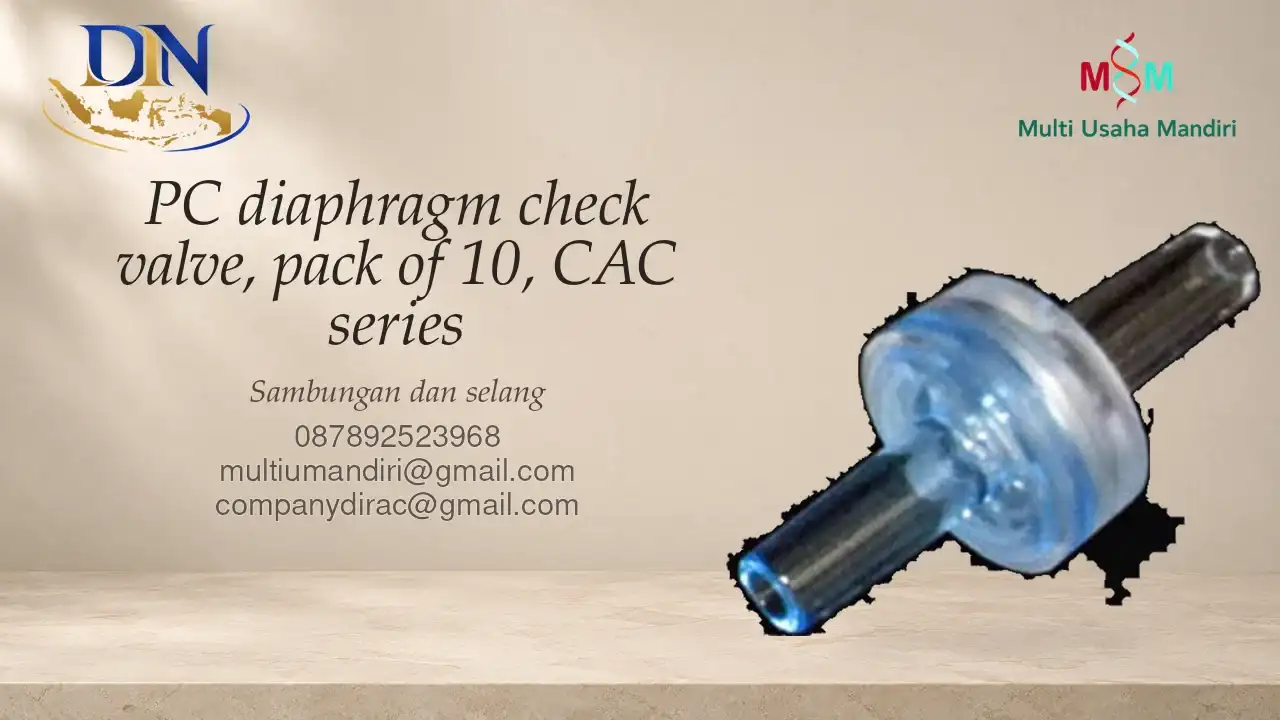 DIN
MSM
Multi Usaha Mandiri
PC diaphragm check
valve, pack of 10, CAC
series
Sambungan dan selang
087892523968
multiumandiri@gmail.com
companydirac@gmail.com